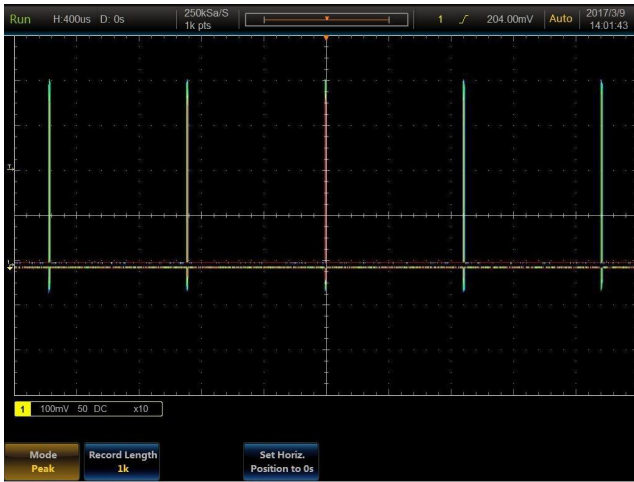 Run H:400us D: 0s 250kSa/S 1 204.00mV Auto 2017/3/9
1k pts 14:01:43
T
1
1 100mV 50 DC x10
Mode Record Length Set Horiz.
Peak 1k Position to 0s